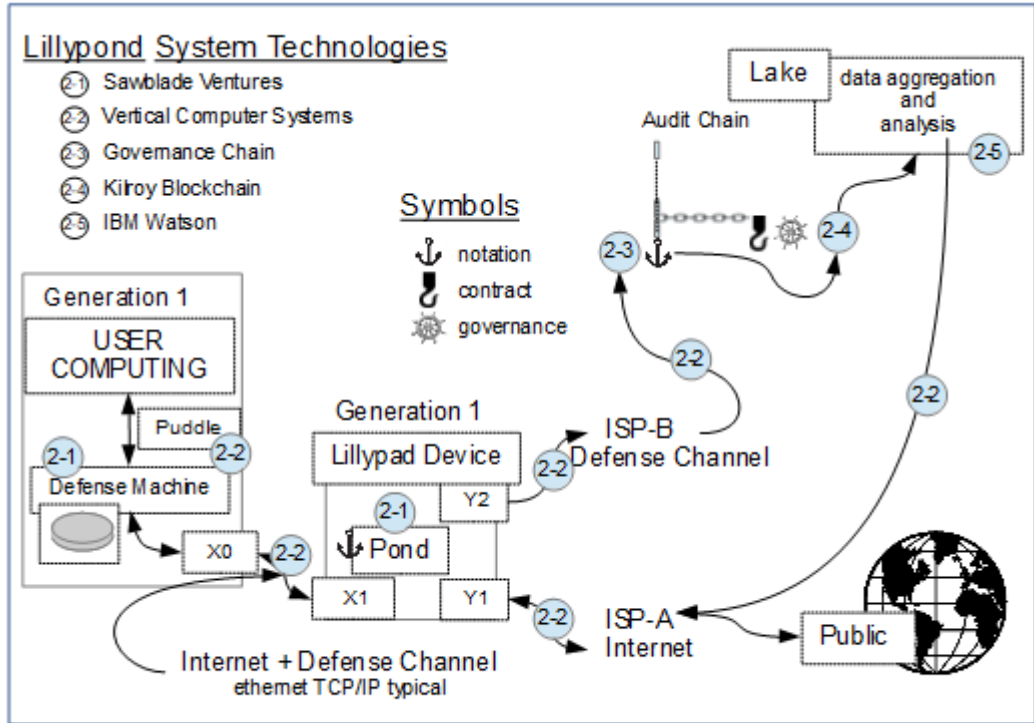 Lillypond System Technologies
2-1 Sawblade Ventures
2-2 Vertical Computer Systems
2-3 Governance Chain
2-4 Kilroy Blockchain
2-5 IBM Watson
Lake
data aggregation
and
analysis
2-5
Audit Chain
2-3
2-4
Symbols
notation
contract
governance
2-2
2-2
Generation 1
USER
COMPUTING
Puddle
2-1
2-2
Defense Machine
X0
2-2
Generation 1
Lillypad Device
Y2
2-1
Pond
X1
Y1
2-2
ISP-B
Defense Channel
2-2
ISP-A
Internet
Public
Internet + Defense Channel
ethernet TCP/IP typical